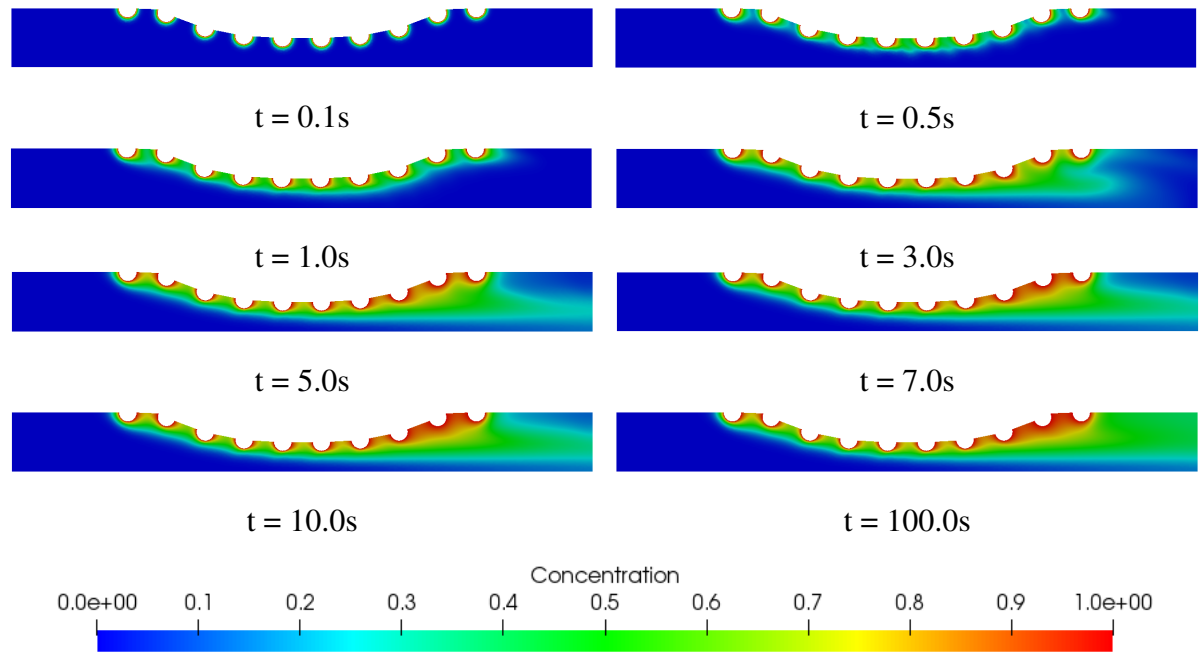 t = 0.1s
t = 0.5s
t = 1.0s
t = 3.0s
t = 5.0s
t = 7.0s
t = 10.0s
t = 100.0s
Concentration
0.0e+00 0.1 0.2 0.3 0.4 0.5 0.6 0.7 0.8 0.9 1.0e+00